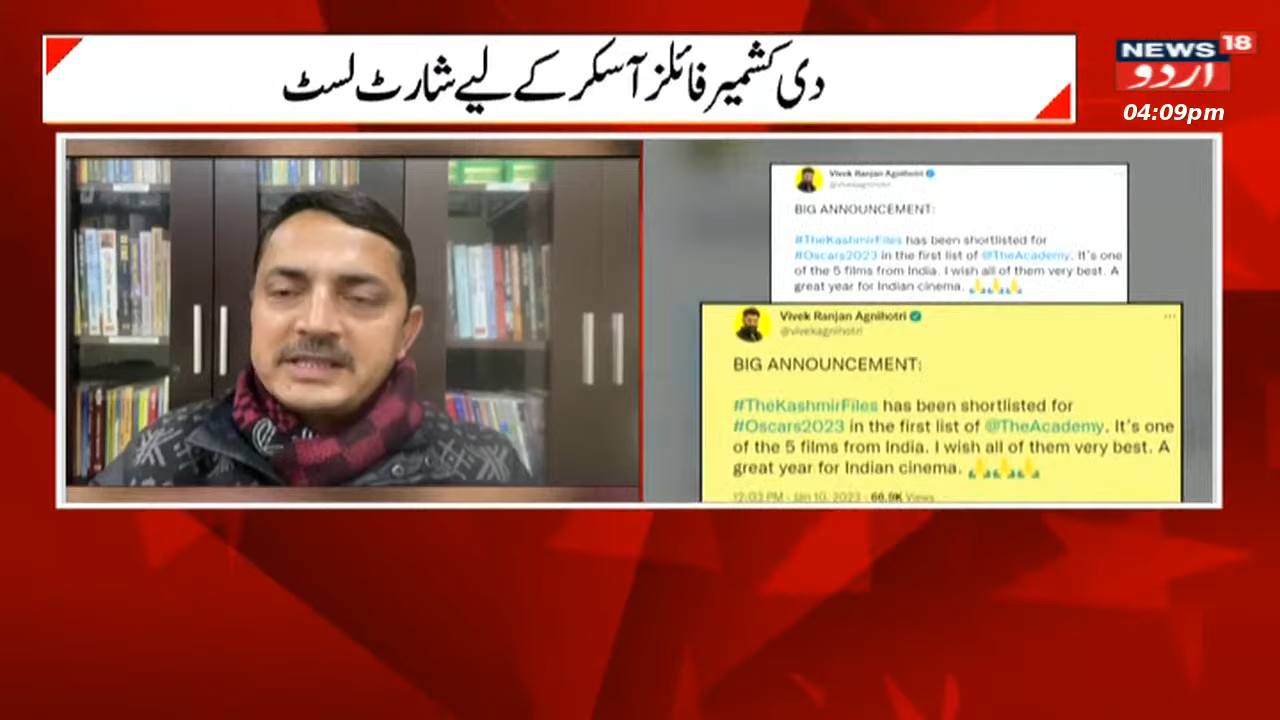 دی کشمیر فائلز آسکر کے لیے شارٹ لسٹ
NEWS 18
اردو
04:09pm
Vivek Ranjan Agnihotri
@vivekagnihotri
BIG ANNOUNCEMENT:
#TheKashmirFiles has been shortlisted for
#Oscars2023 in the first list of @TheAcademy. It's one
of the 5 films from India. I wish all of them very best. A
great year for Indian cinema. 🙏🙏🙏
Vivek Ranjan Agnihotri
@vivekagnihotri
BIG ANNOUNCEMENT:
#TheKashmirFiles has been shortlisted for
#Oscars2023 in the first list of @TheAcademy. It's one
of the 5 films from India. I wish all of them very best. A
great year for Indian cinema. 🙏🙏🙏
12:03 PM · Jan 10, 2023 · 66.9K Views